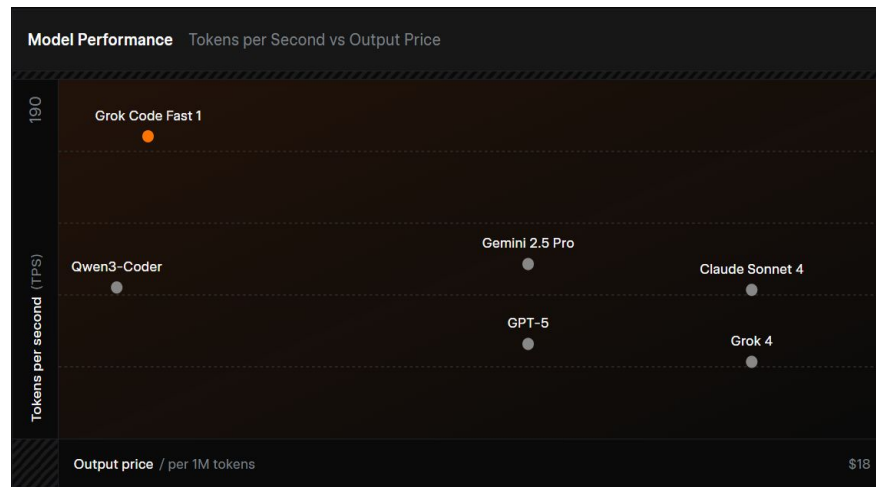 Model Performance Tokens per Second vs Output Price
190
Grok Code Fast 1
Gemini 2.5 Pro
Qwen3-Coder
Claude Sonnet 4
GPT-5
Grok 4
Tokens per second (TPS)
Output price / per 1M tokens
$18